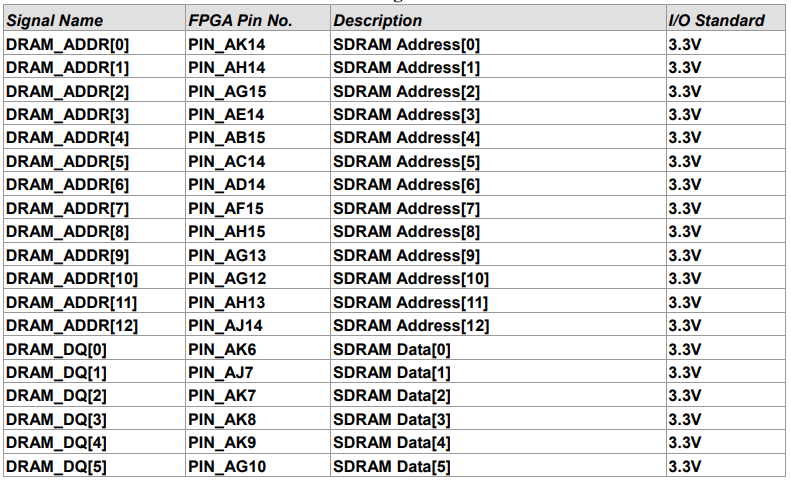 Signal Name FPGA Pin No. Description I/O Standard
DRAM_ADDR[0] PIN_AK14 SDRAM Address[0] 3.3V
DRAM_ADDR[1] PIN_AH14 SDRAM Address[1] 3.3V
DRAM_ADDR[2] PIN_AG15 SDRAM Address[2] 3.3V
DRAM_ADDR[3] PIN_AE14 SDRAM Address[3] 3.3V
DRAM_ADDR[4] PIN_AB15 SDRAM Address[4] 3.3V
DRAM_ADDR[5] PIN_AC14 SDRAM Address[5] 3.3V
DRAM_ADDR[6] PIN_AD14 SDRAM Address[6] 3.3V
DRAM_ADDR[7] PIN_AF15 SDRAM Address[7] 3.3V
DRAM_ADDR[8] PIN_AH15 SDRAM Address[8] 3.3V
DRAM_ADDR[9] PIN_AG13 SDRAM Address[9] 3.3V
DRAM_ADDR[10] PIN_AG12 SDRAM Address[10] 3.3V
DRAM_ADDR[11] PIN_AH13 SDRAM Address[11] 3.3V
DRAM_ADDR[12] PIN_AJ14 SDRAM Address[12] 3.3V
DRAM_DQ[0] PIN_AK6 SDRAM Data[0] 3.3V
DRAM_DQ[1] PIN_AJ7 SDRAM Data[1] 3.3V
DRAM_DQ[2] PIN_AK7 SDRAM Data[2] 3.3V
DRAM_DQ[3] PIN_AK8 SDRAM Data[3] 3.3V
DRAM_DQ[4] PIN_AK9 SDRAM Data[4] 3.3V
DRAM_DQ[5] PIN_AG10 SDRAM Data[5] 3.3V